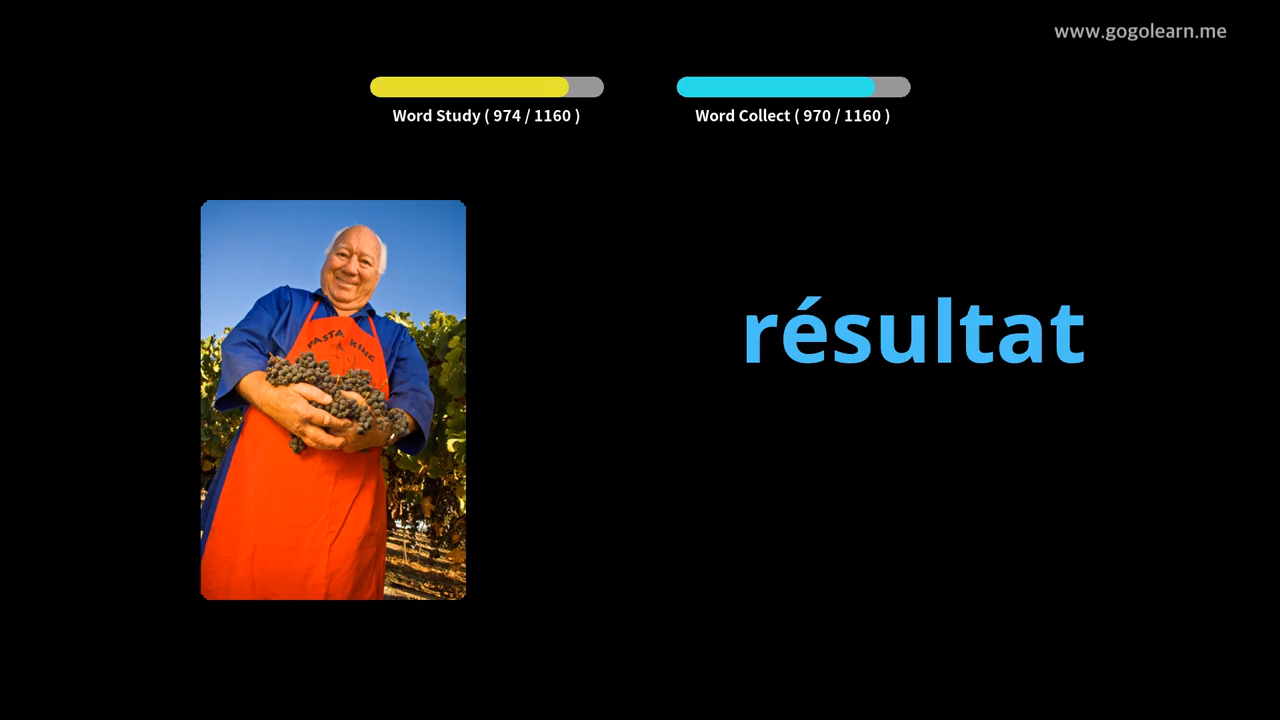 www.gogolearn.me
Word Study ( 974 / 1160 )
Word Collect ( 970 / 1160 )
PASTA KING
résultat